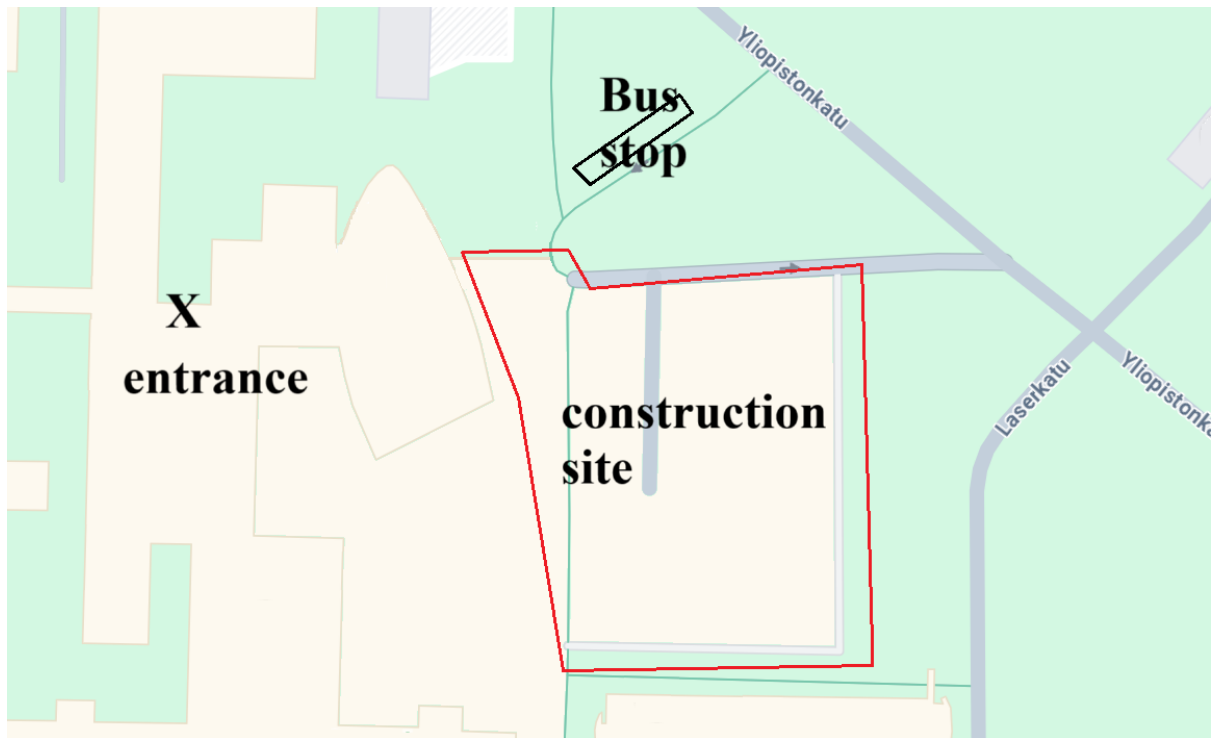 Yliopistonkatu
Bus
stop
X
entrance
construction
site
Laserkatu
Yliopistonka